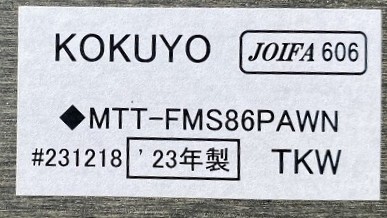 KOKUYO JOIFA 606
◆MTT-FMS86PAWN
#231218 '23年製 TKW